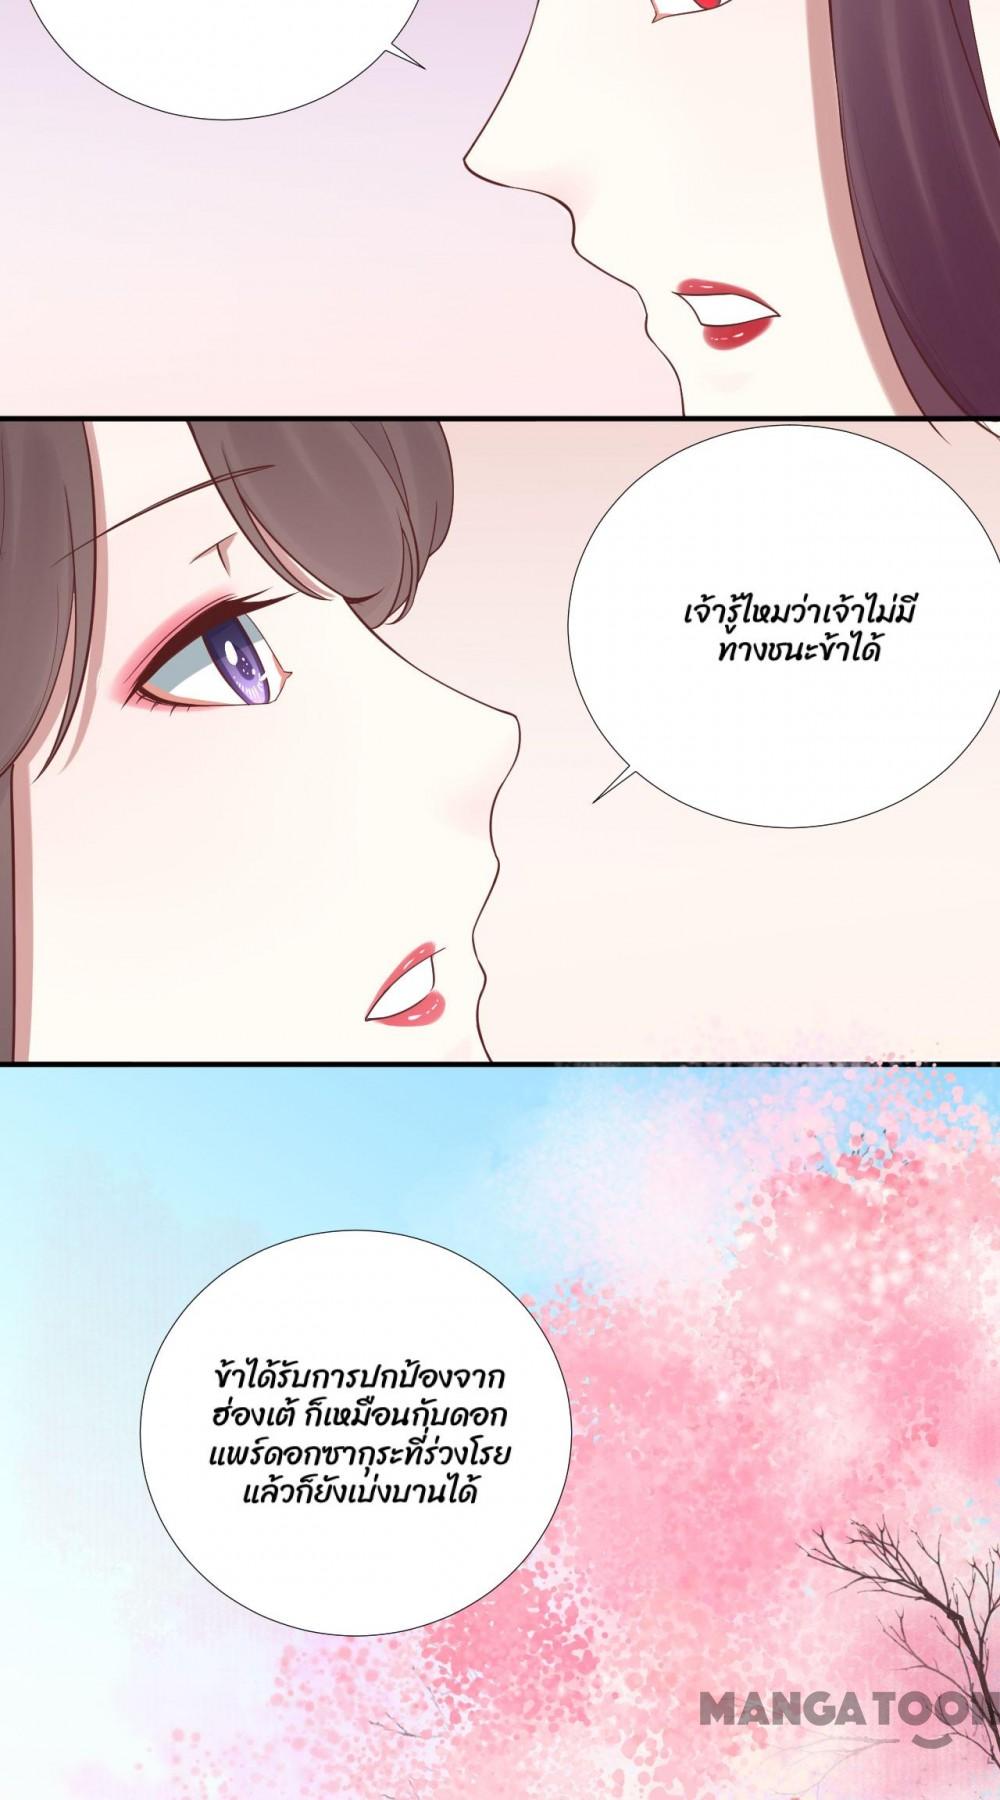 เจ้ารู้ไหมว่าเจ้าไม่มี
ทางชนะข้าได้
ข้าได้รับการปกป้องจาก
ฮ่องเต้ ก็เหมือนกับดอก
แพร์ดอกซากุระที่ร่วงโรย
แล้วก็ยังเบ่งบานได้
MANGATOON